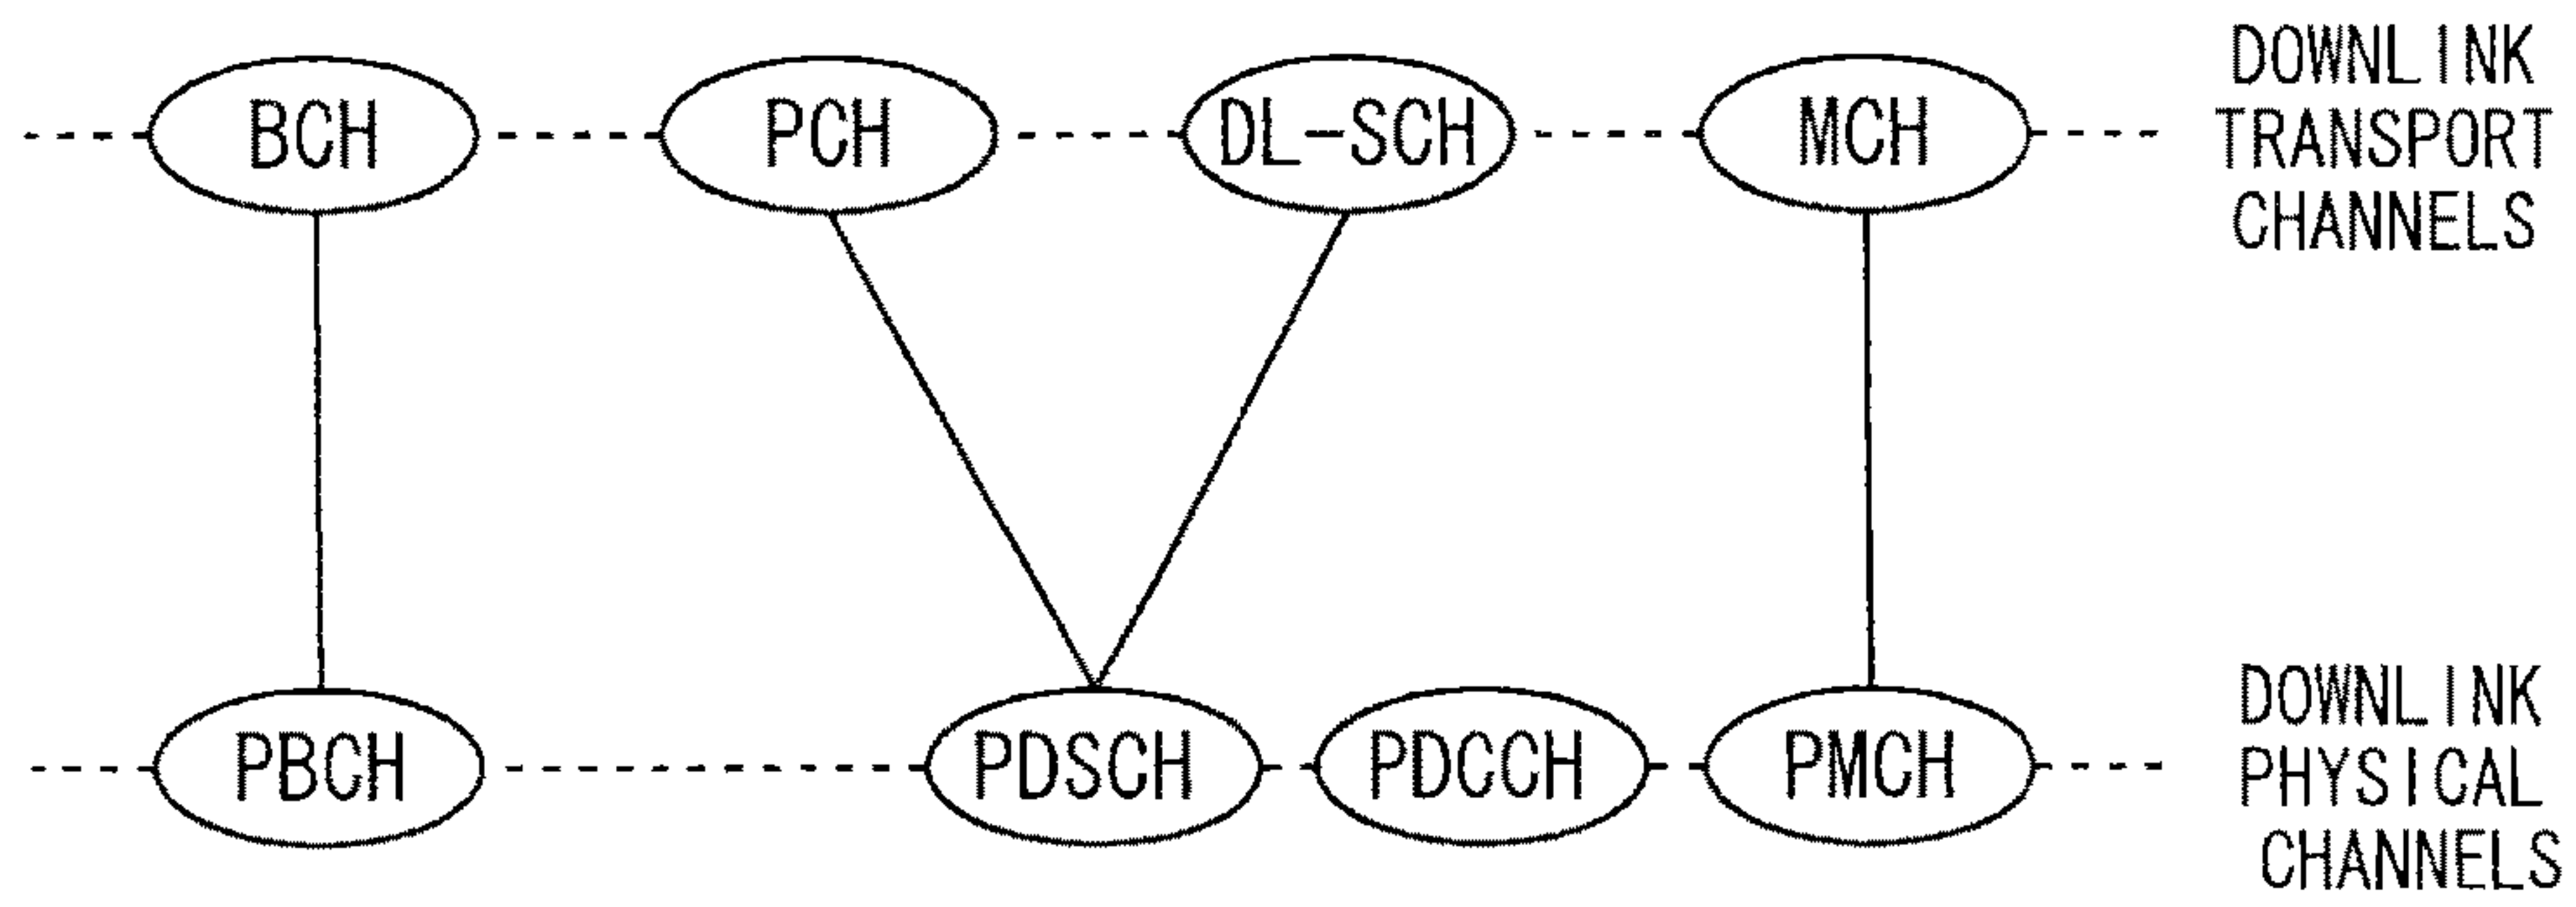 BCH
PCH
DL-SCH
MCH
DOWNLINK
TRANSPORT
CHANNELS
PBCH
PDSCH
PDCCH
PMCH
DOWNLINK
PHYSICAL
CHANNELS